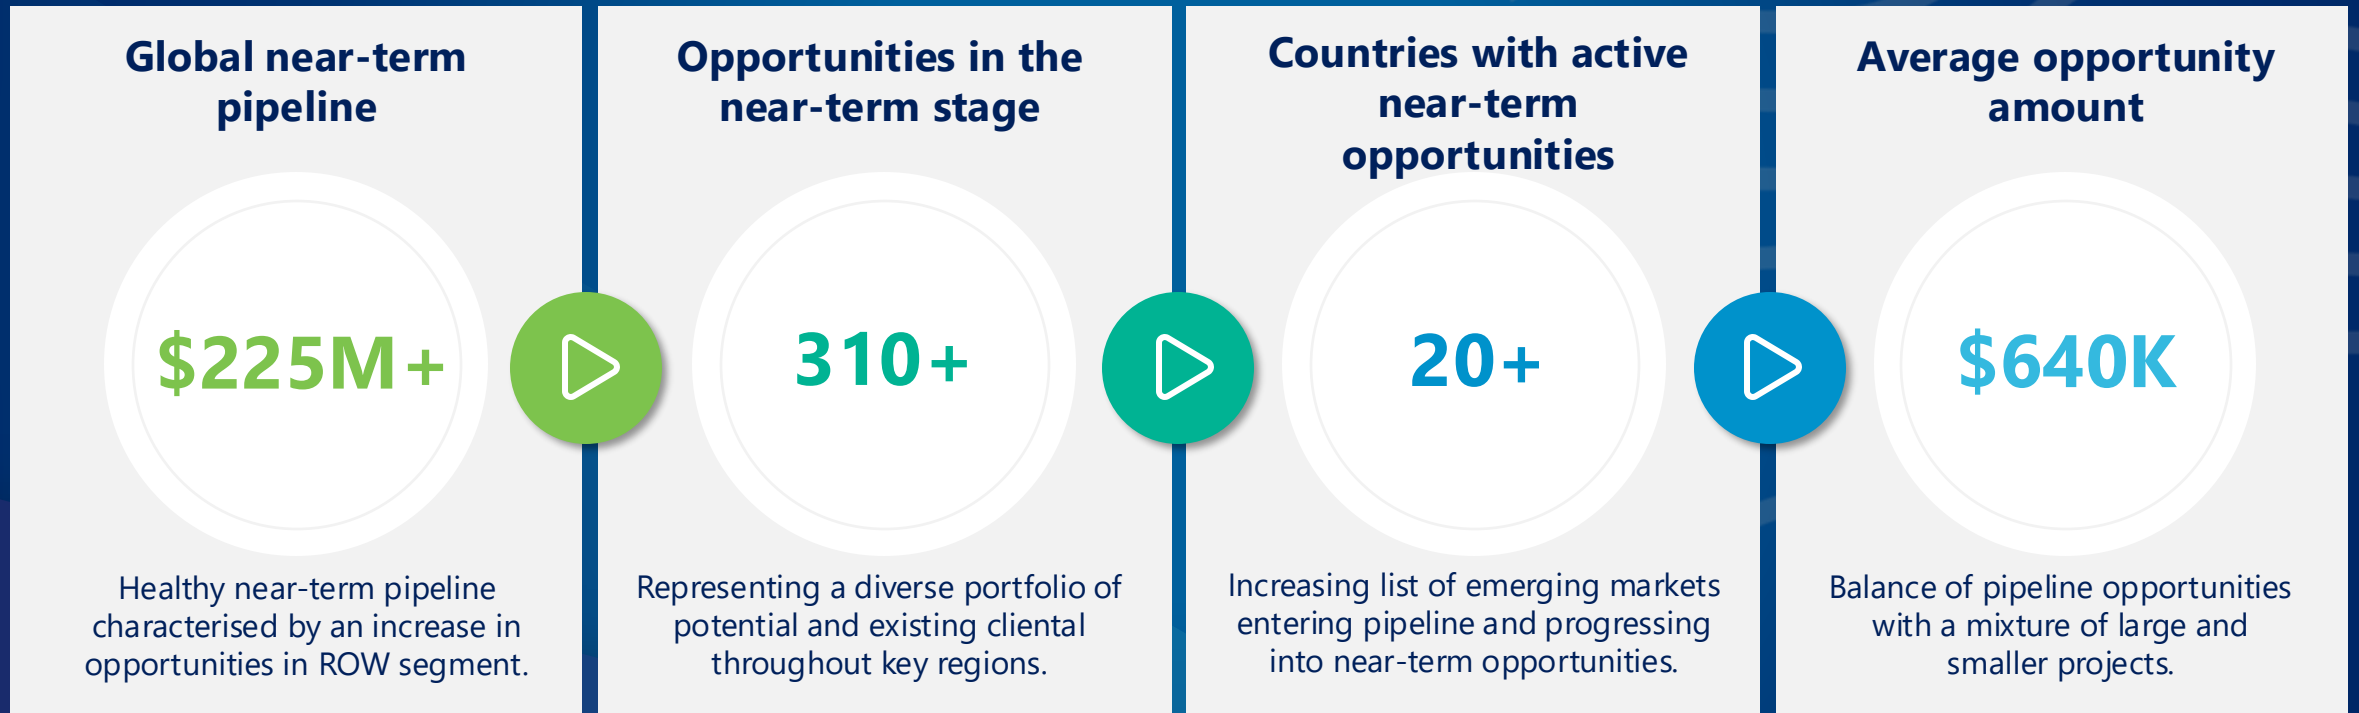 Global near-term
pipeline
$225M+
Healthy near-term pipeline
characterised by an increase in
opportunities in ROW segment.
Opportunities in the
near-term stage
310+
Representing a diverse portfolio of
potential and existing cliental
throughout key regions.
Countries with active
near-term
opportunities
20+
Increasing list of emerging markets
entering pipeline and progressing
into near-term opportunities.
Average opportunity
amount
$640K
Balance of pipeline opportunities
with a mixture of large and
smaller projects.